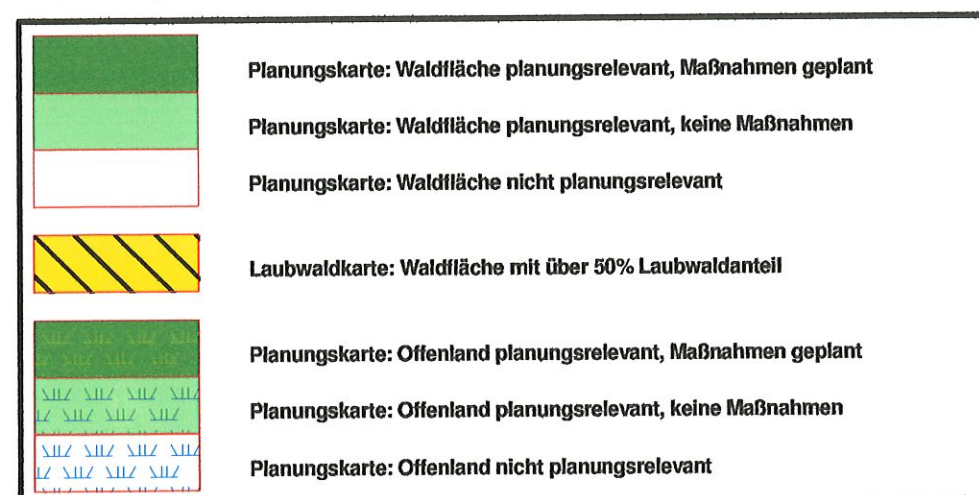 Planungskarte: Waldfläche planungsrelevant, Maßnahmen geplant
Planungskarte: Waldfläche planungsrelevant, keine Maßnahmen
Planungskarte: Waldfläche nicht planungsrelevant
Laubwaldkarte: Waldfläche mit über 50% Laubwaldanteil
Planungskarte: Offenland planungsrelevant, Maßnahmen geplant
Planungskarte: Offenland planungsrelevant, keine Maßnahmen
Planungskarte: Offenland nicht planungsrelevant